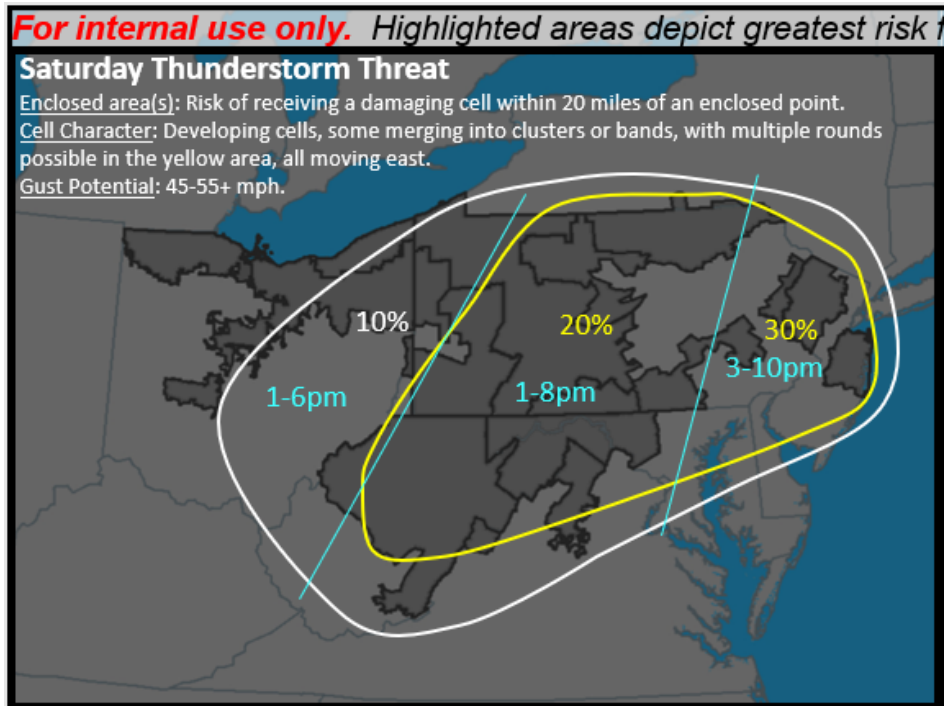 For internal use only. Highlighted areas depict greatest risk f
Saturday Thunderstorm Threat
Enclosed area(s): Risk of receiving a damaging cell within 20 miles of an enclosed point.
Cell Character: Developing cells, some merging into clusters or bands, with multiple rounds
possible in the yellow area, all moving east.
Gust Potential: 45-55+ mph.
10%
20%
30%
1-6pm
1-8pm
3-10pm